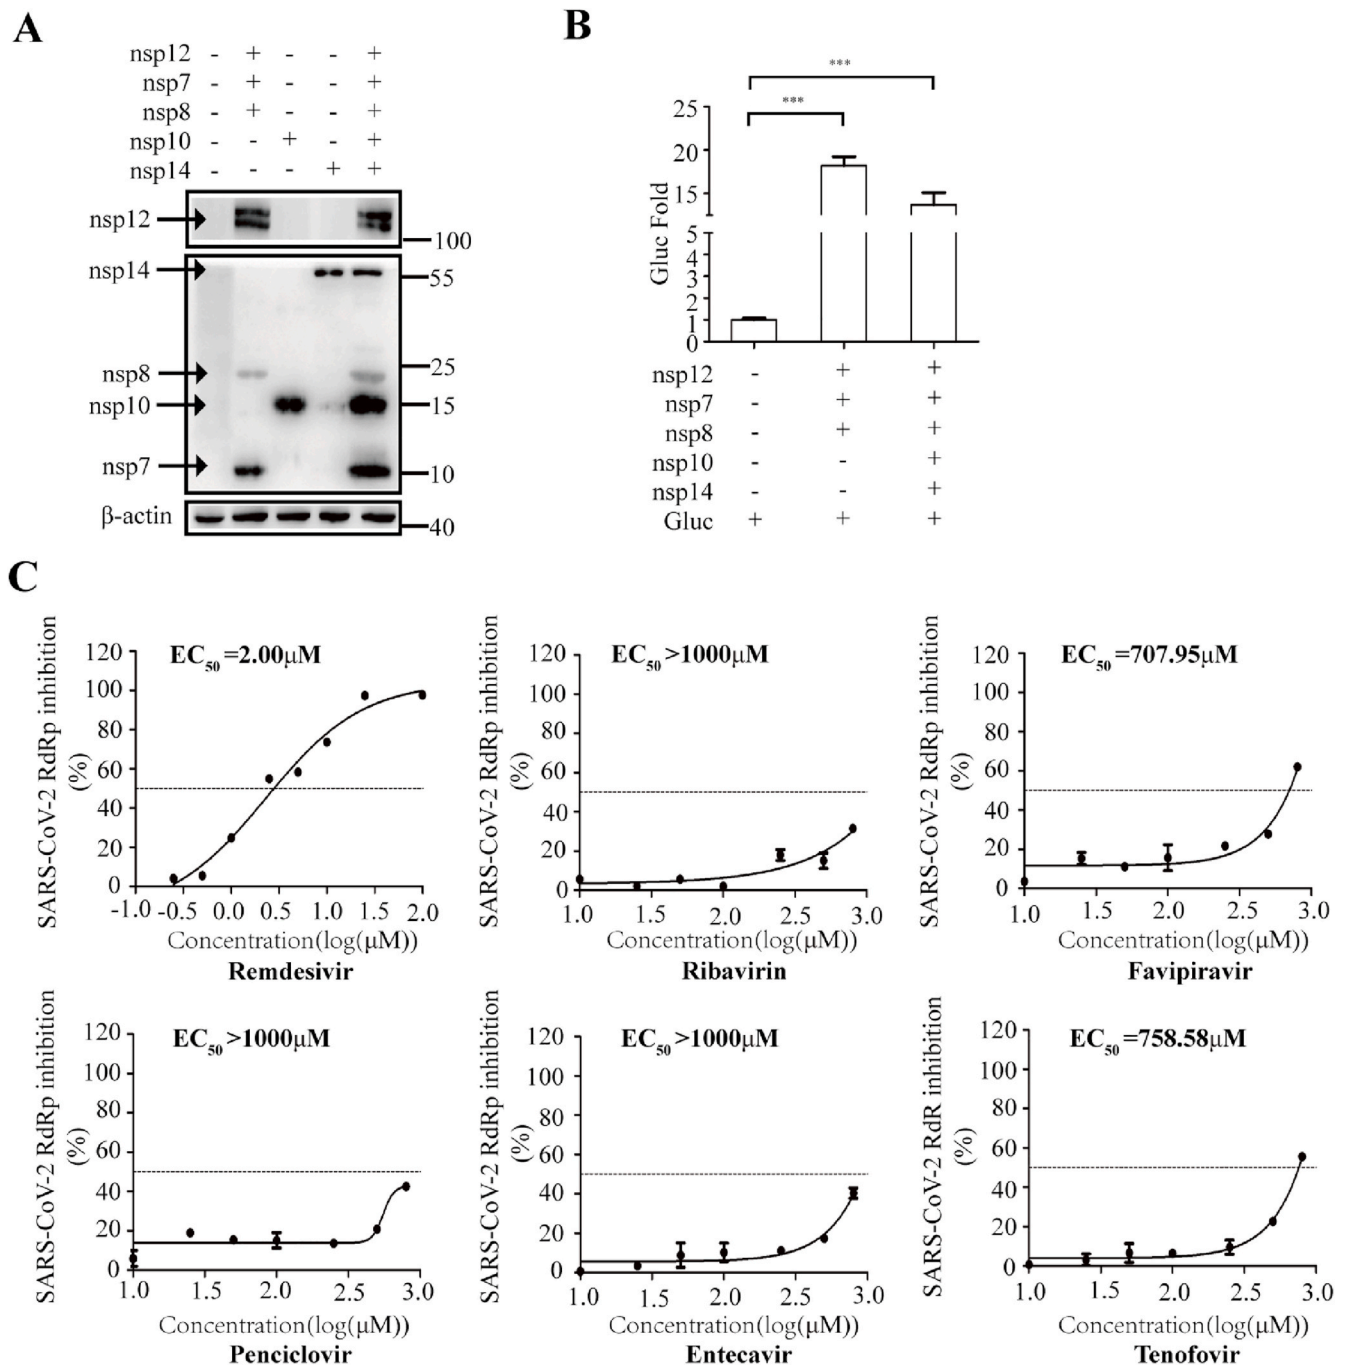 A
nsp12 - + - - +
nsp7 - + - - +
nsp8 - + - - +
nsp10 - - + - +
nsp14 - - - + +
nsp12
100
nsp14
55
nsp8
25
nsp10
15
nsp7
10
β-actin
40
B
***
***
Gluc Fold
25
20
15
5
4
3
2
1
0
nsp12 - + +
nsp7 - + +
nsp8 - + +
nsp10 - - +
nsp14 - - +
Gluc + + +
C
SARS-CoV-2 RdRp inhibition
(%)
EC50 =2.00μM
120
100
80
60
40
20
0
-1.0 -0.5 0.0 0.5 1.0 1.5 2.0
Concentration(log(μM))
Remdesivir
SARS-CoV-2 RdRp inhibition
(%)
EC50 >1000μM
120
100
80
60
40
20
0
1.0 1.5 2.0 2.5 3.0
Concentration(log(μM))
Ribavirin
SARS-CoV-2 RdRp inhibition
(%)
EC50 =707.95μM
120
100
80
60
40
20
0
1.0 1.5 2.0 2.5 3.0
Concentration(log(μM))
Favipiravir
SARS-CoV-2 RdRp inhibition
(%)
EC50 >1000μM
120
100
80
60
40
20
0
1.0 1.5 2.0 2.5 3.0
Concentration(log(μM))
Penciclovir
SARS-CoV-2 RdRp inhibition
(%)
EC50 >1000μM
120
100
80
60
40
20
0
1.0 1.5 2.0 2.5 3.0
Concentration(log(μM))
Entecavir
SARS-CoV-2 RdR inhibition
(%)
EC50 =758.58μM
120
100
80
60
40
20
0
1.0 1.5 2.0 2.5 3.0
Concentration(log(μM))
Tenofovir